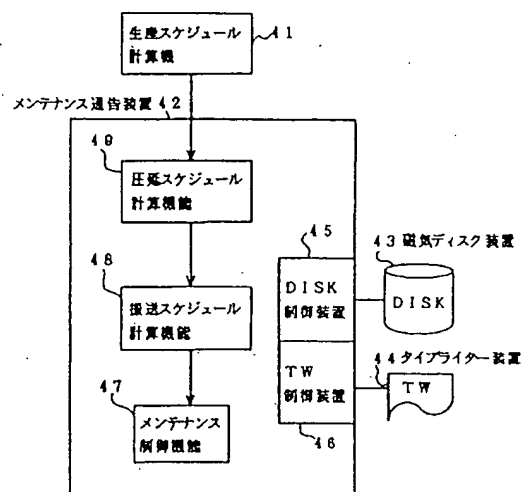 生産スケジュール
計算機
41
メンテナンス通告装置 42
49
圧延スケジュール
計算機能
48
搬送スケジュール
計算機能
47
メンテナンス
制御機能
45
DISK
制御装置
TW
制御装置
46
43 磁気ディスク装置
DISK
44 タイプライター装置
TW